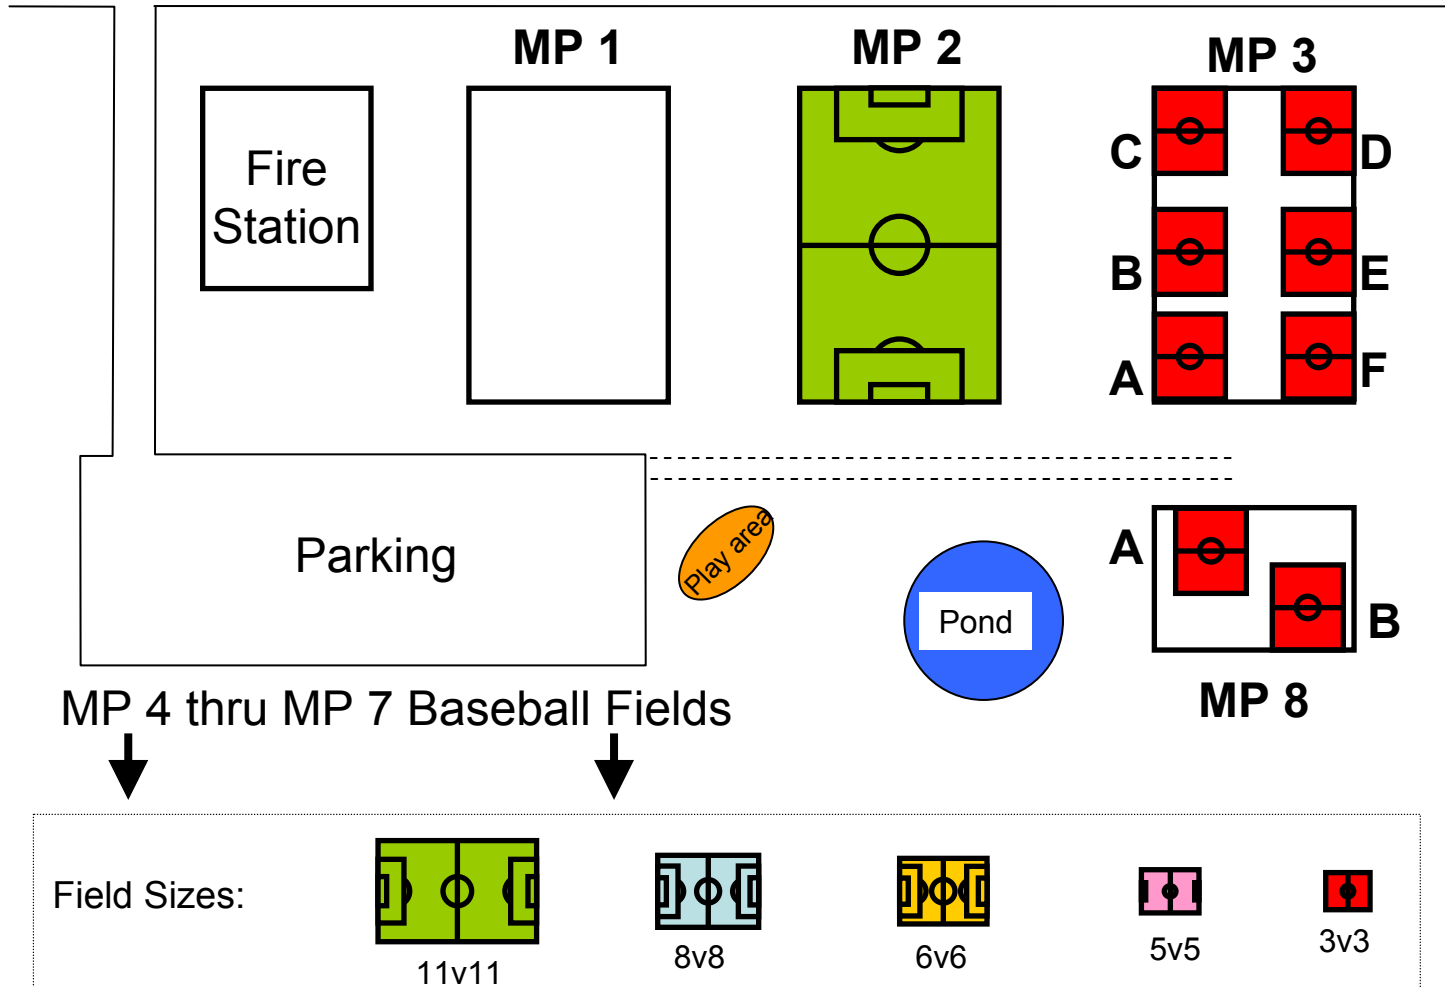 MP 1
MP 2
MP 3
Fire
Station
C
D
B
E
A
F
Parking
Play area
Pond
A
B
MP 8
MP 4 thru MP 7 Baseball Fields
Field Sizes:
11v11
8v8
6v6
5v5
3v3